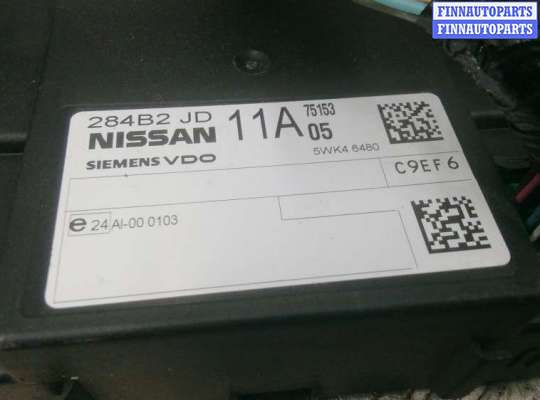 FINNAUTOPARTS
FINNAUTOPARTS
284B2 JD 11A 75153
NISSAN 05
SIEMENS VDO 5WK4 6480
C9EF6
e 24 AI-00 0103